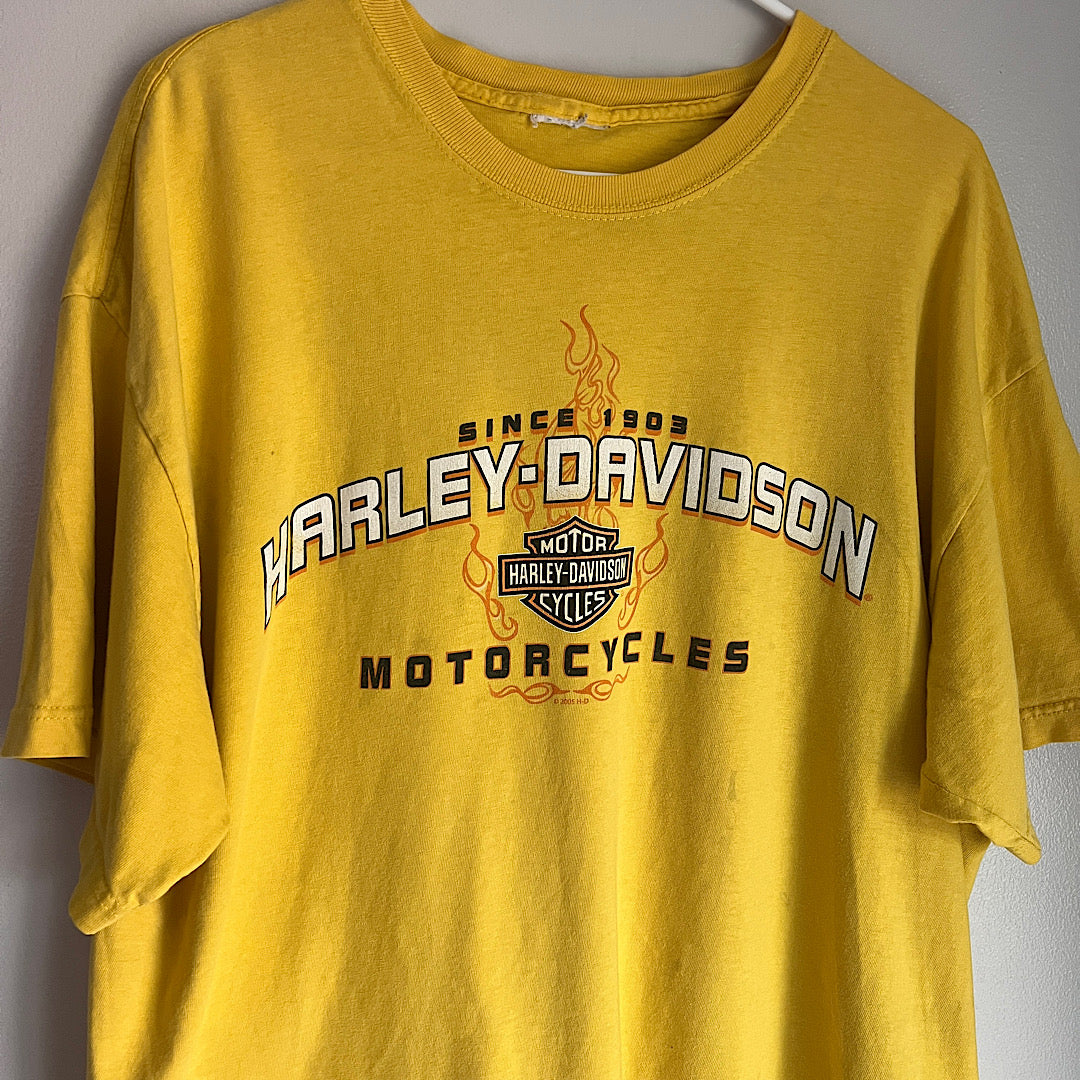 SINCE 1903
HARLEY-DAVIDSON
MOTOR
HARLEY-DAVIDSON
CYCLES
MOTORCYCLES
© 2005 H-D